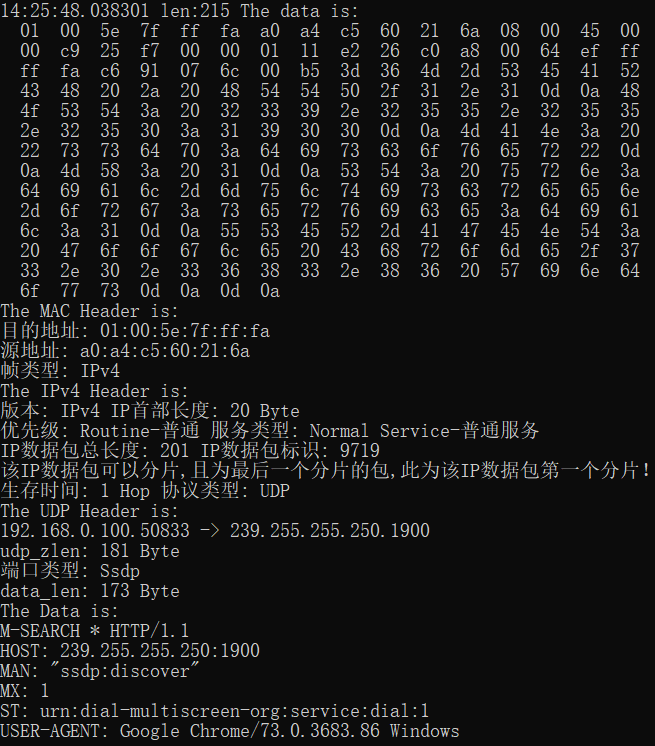 14:25:48.038301 len:215 The data is:
01 00 5e 7f ff fa a0 a4 c5 60 21 6a 08 00 45 00
00 c9 25 f7 00 00 01 11 e2 26 c0 a8 00 64 ef ff
ff fa c6 91 07 6c 00 b5 3d 36 4d 2d 53 45 41 52
43 48 20 2a 20 48 54 54 50 2f 31 2e 31 0d 0a 48
4f 53 54 3a 20 32 33 39 2e 32 35 35 2e 32 35 35
2e 32 35 30 3a 31 39 30 30 0d 0a 4d 41 4e 3a 20
22 73 73 64 70 3a 64 69 73 63 6f 76 65 72 22 0d
0a 4d 58 3a 20 31 0d 0a 53 54 3a 20 75 72 6e 3a
64 69 61 6c 2d 6d 75 6c 74 69 73 63 72 65 65 6e
2d 6f 72 67 3a 73 65 72 76 69 63 65 3a 64 69 61
6c 3a 31 0d 0a 55 53 45 52 2d 41 47 45 4e 54 3a
20 47 6f 6f 67 6c 65 20 43 68 72 6f 6d 65 2f 37
33 2e 30 2e 33 36 38 33 2e 38 36 20 57 69 6e 64
6f 77 73 0d 0a 0d 0a
The MAC Header is:
目的地址: 01:00:5e:7f:ff:fa
源地址: a0:a4:c5:60:21:6a
帧类型: IPv4
The IPv4 Header is:
版本: IPv4 IP首部长度: 20 Byte
优先级: Routine-普通 服务类型: Normal Service-普通服务
IP数据包总长度: 201 IP数据包标识: 9719
该IP数据包可以分片,且为最后一个分片的包,此为该IP数据包第一个分片!
生存时间: 1 Hop 协议类型: UDP
The UDP Header is:
192.168.0.100.50833 -> 239.255.255.250.1900
udp_zlen: 181 Byte
端口类型: Ssdp
data_len: 173 Byte
The Data is:
M-SEARCH * HTTP/1.1
HOST: 239.255.255.250:1900
MAN: "ssdp:discover"
MX: 1
ST: urn:dial-multiscreen-org:service:dial:1
USER-AGENT: Google Chrome/73.0.3683.86 Windows